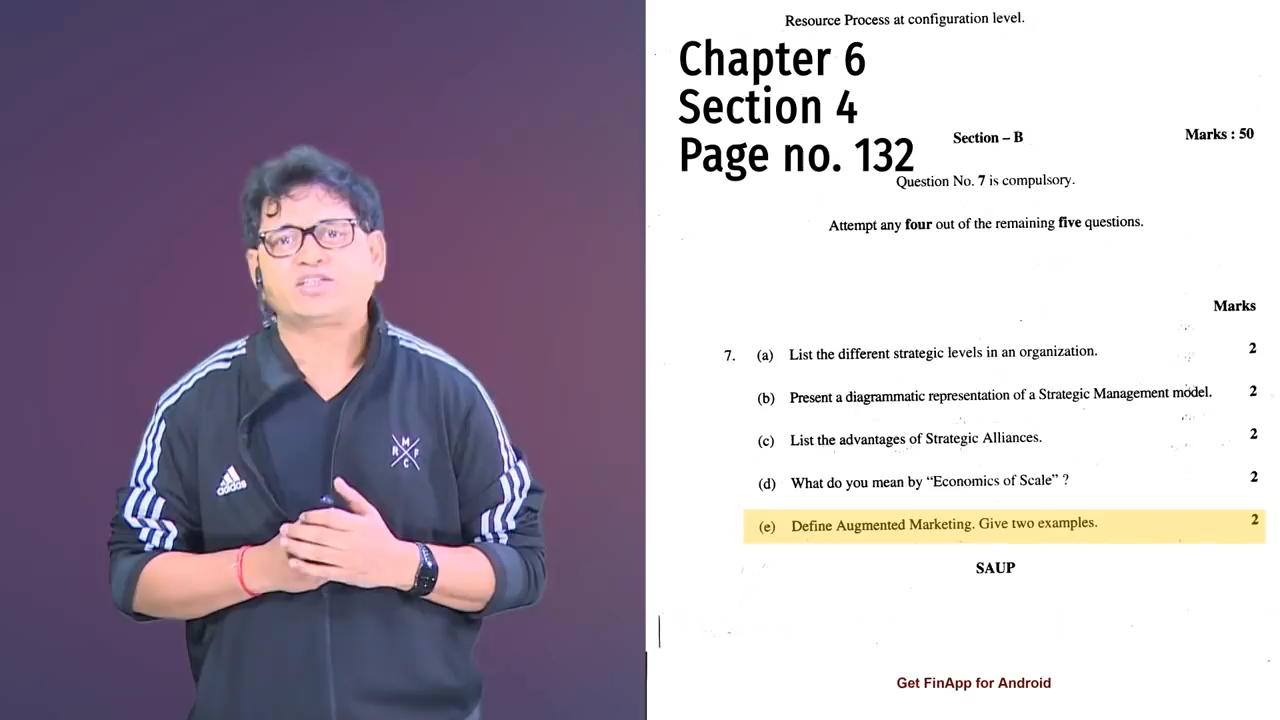 Resource Process at configuration level.
Chapter 6
Section 4
Page no. 132
Section – B
Marks : 50
Question No. 7 is compulsory.
Attempt any four out of the remaining five questions.
Marks
7. (a) List the different strategic levels in an organization. 2
(b) Present a diagrammatic representation of a Strategic Management model. 2
(c) List the advantages of Strategic Alliances. 2
(d) What do you mean by “Economics of Scale” ? 2
(e) Define Augmented Marketing. Give two examples. 2
SAUP
Get FinApp for Android
adidas
M
R F
C